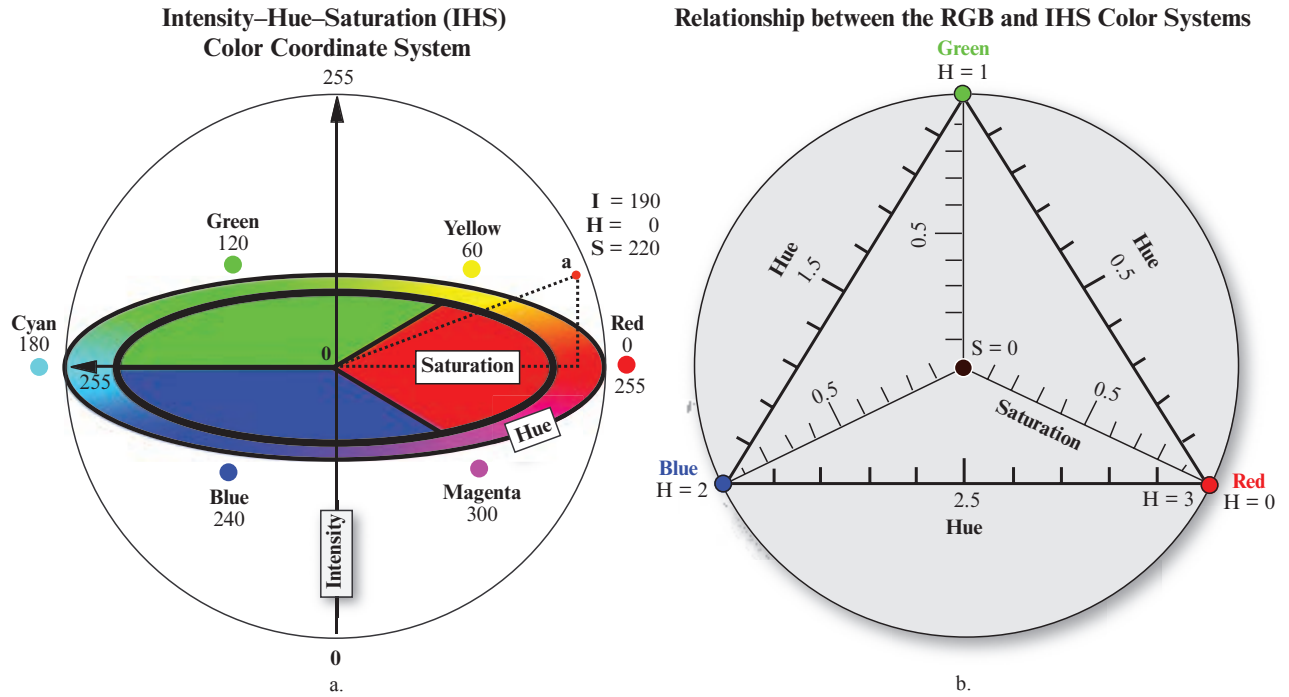 Intensity–Hue–Saturation (IHS)
Color Coordinate System
255
I = 190
H = 0
S = 220
Green
120
Yellow
60
a
Cyan
180
Red
0
255
0
Saturation
255
Hue
Blue
240
Magenta
300
Intensity
0
a.
Relationship between the RGB and IHS Color Systems
Green
H = 1
Hue
1.5
0.5
Hue
0.5
S = 0
0.5
0.5
Saturation
Blue
H = 2
Red
H = 0
H = 3
2.5
Hue
b.